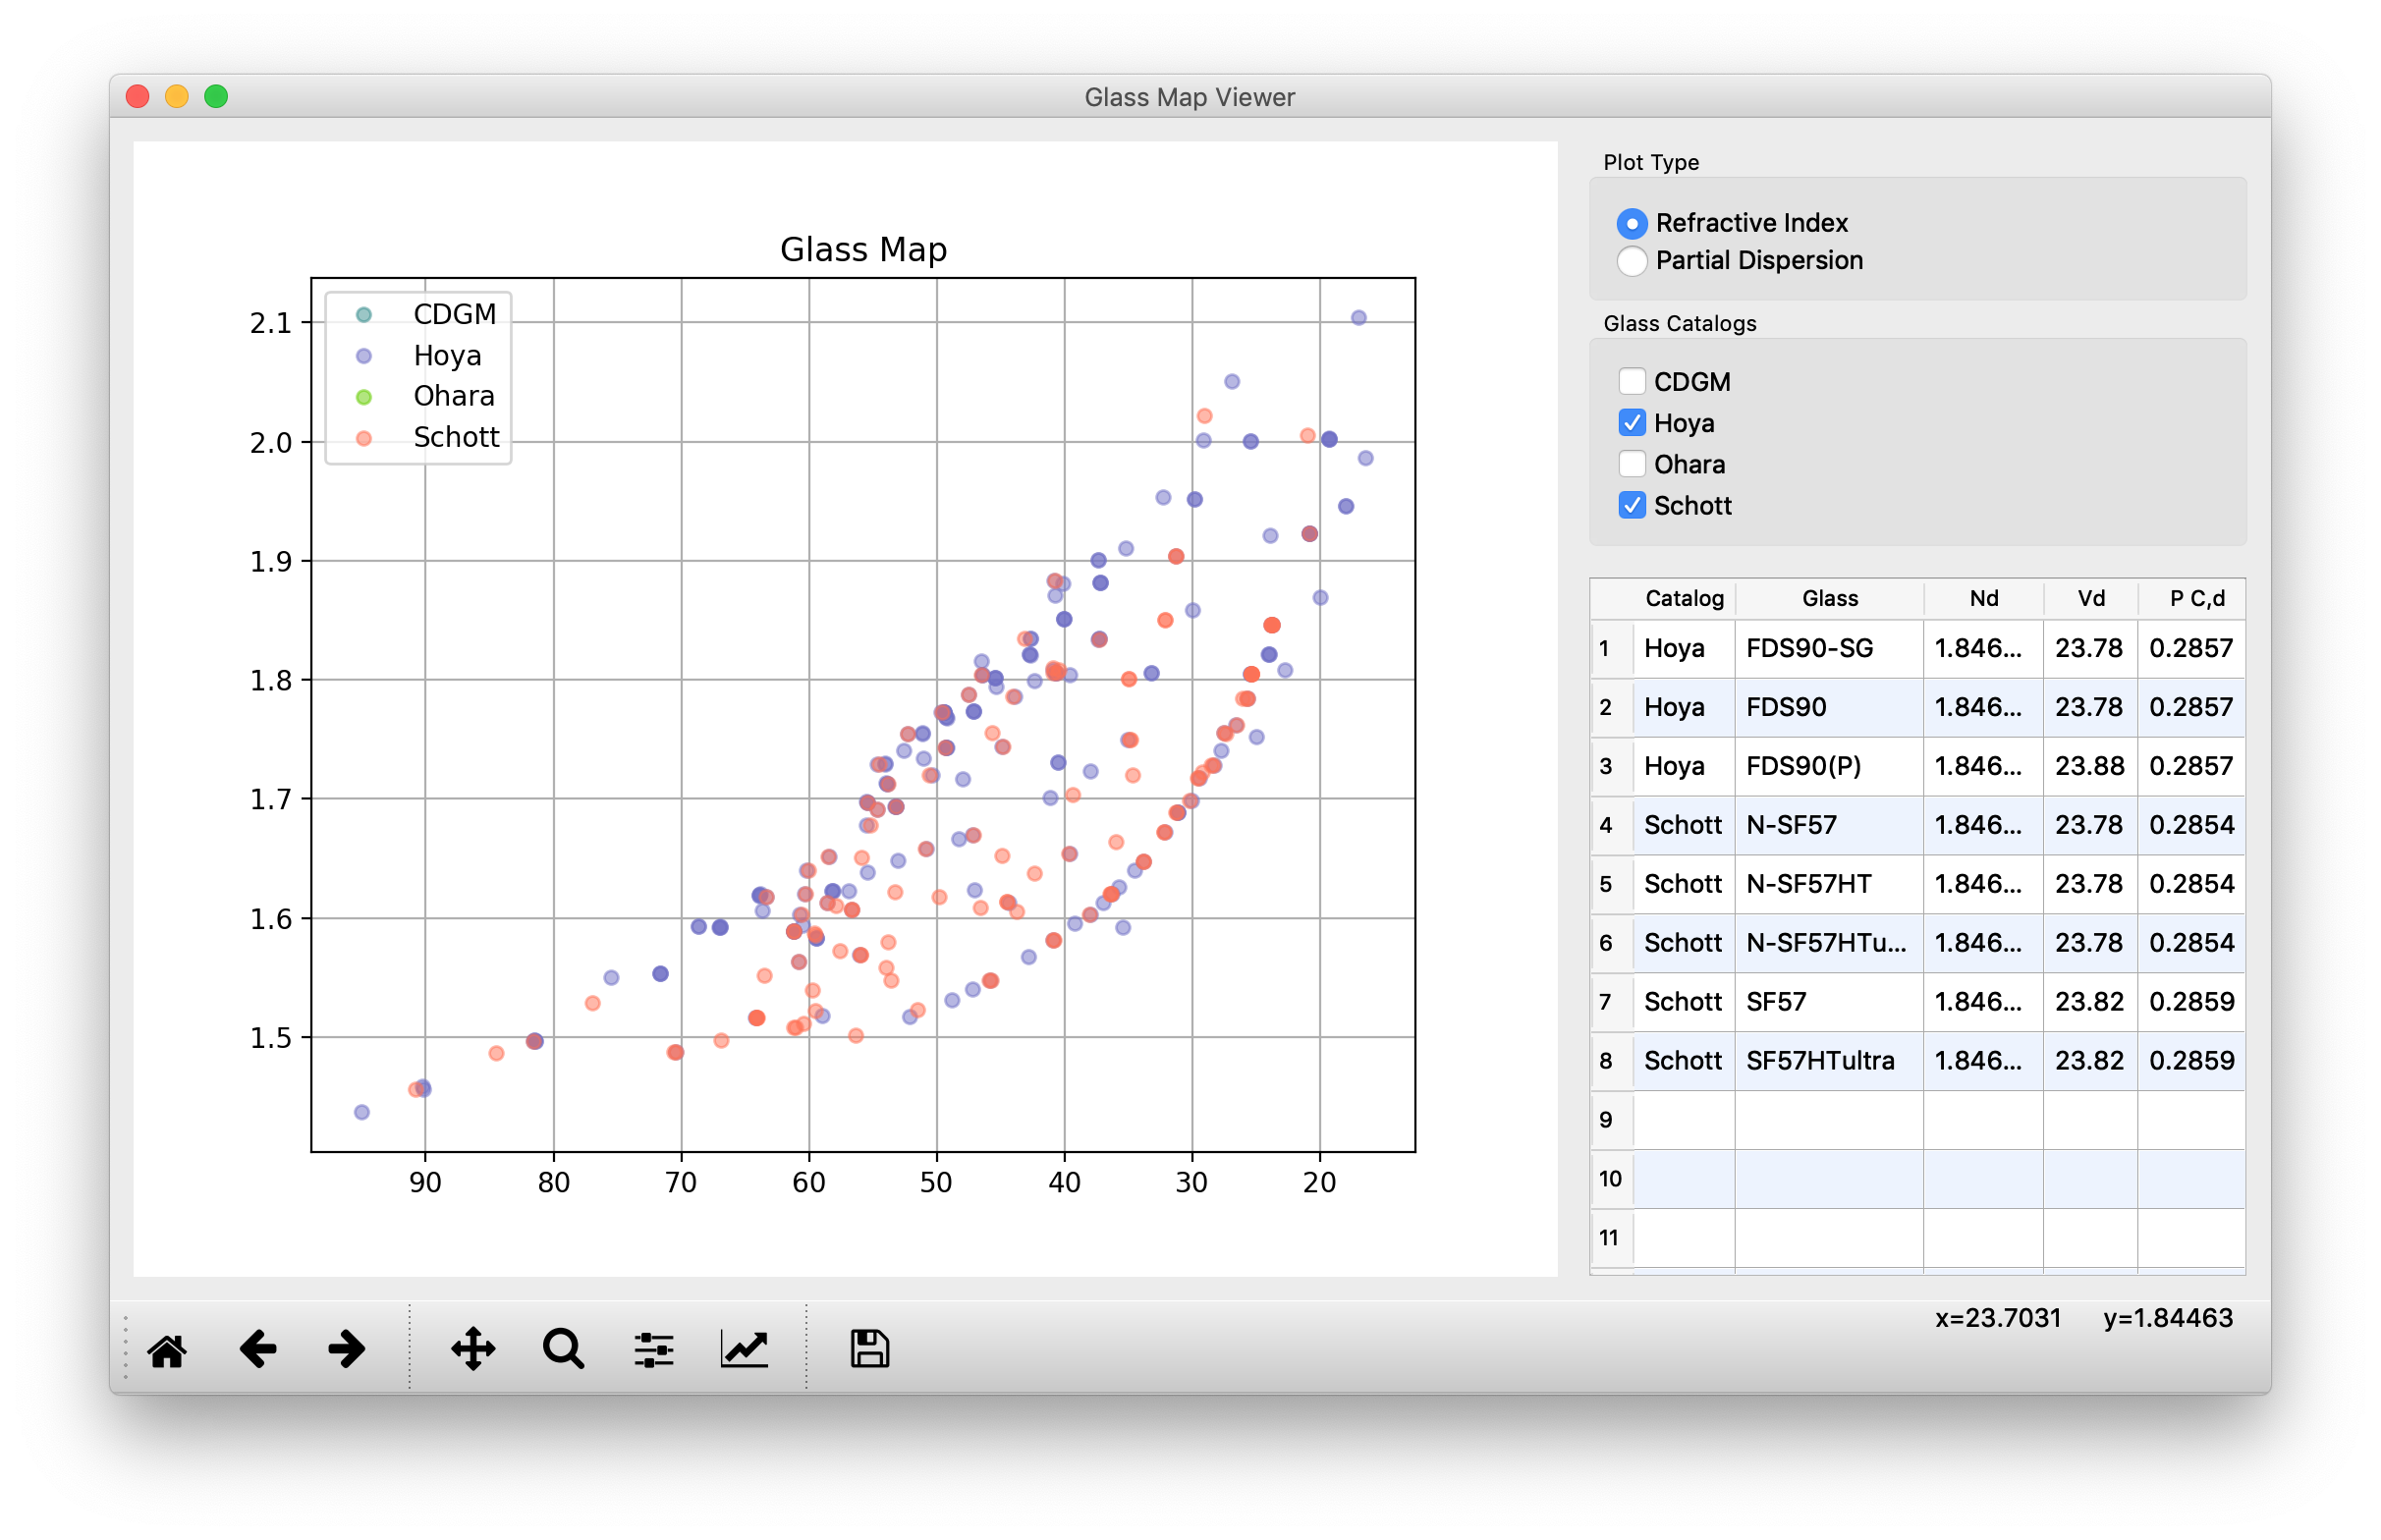 Glass Map Viewer
Glass Map
CDGM
Hoya
Ohara
Schott
2.1
2.0
1.9
1.8
1.7
1.6
1.5
90 80 70 60 50 40 30 20
Plot Type
Refractive Index
Partial Dispersion
Glass Catalogs
CDGM
Hoya
Ohara
Schott
Catalog Glass Nd Vd P C,d
1 Hoya FDS90-SG 1.846... 23.78 0.2857
2 Hoya FDS90 1.846... 23.78 0.2857
3 Hoya FDS90(P) 1.846... 23.88 0.2857
4 Schott N-SF57 1.846... 23.78 0.2854
5 Schott N-SF57HT 1.846... 23.78 0.2854
6 Schott N-SF57HTu... 1.846... 23.78 0.2854
7 Schott SF57 1.846... 23.82 0.2859
8 Schott SF57HTultra 1.846... 23.82 0.2859
9
10
11
x=23.7031 y=1.84463